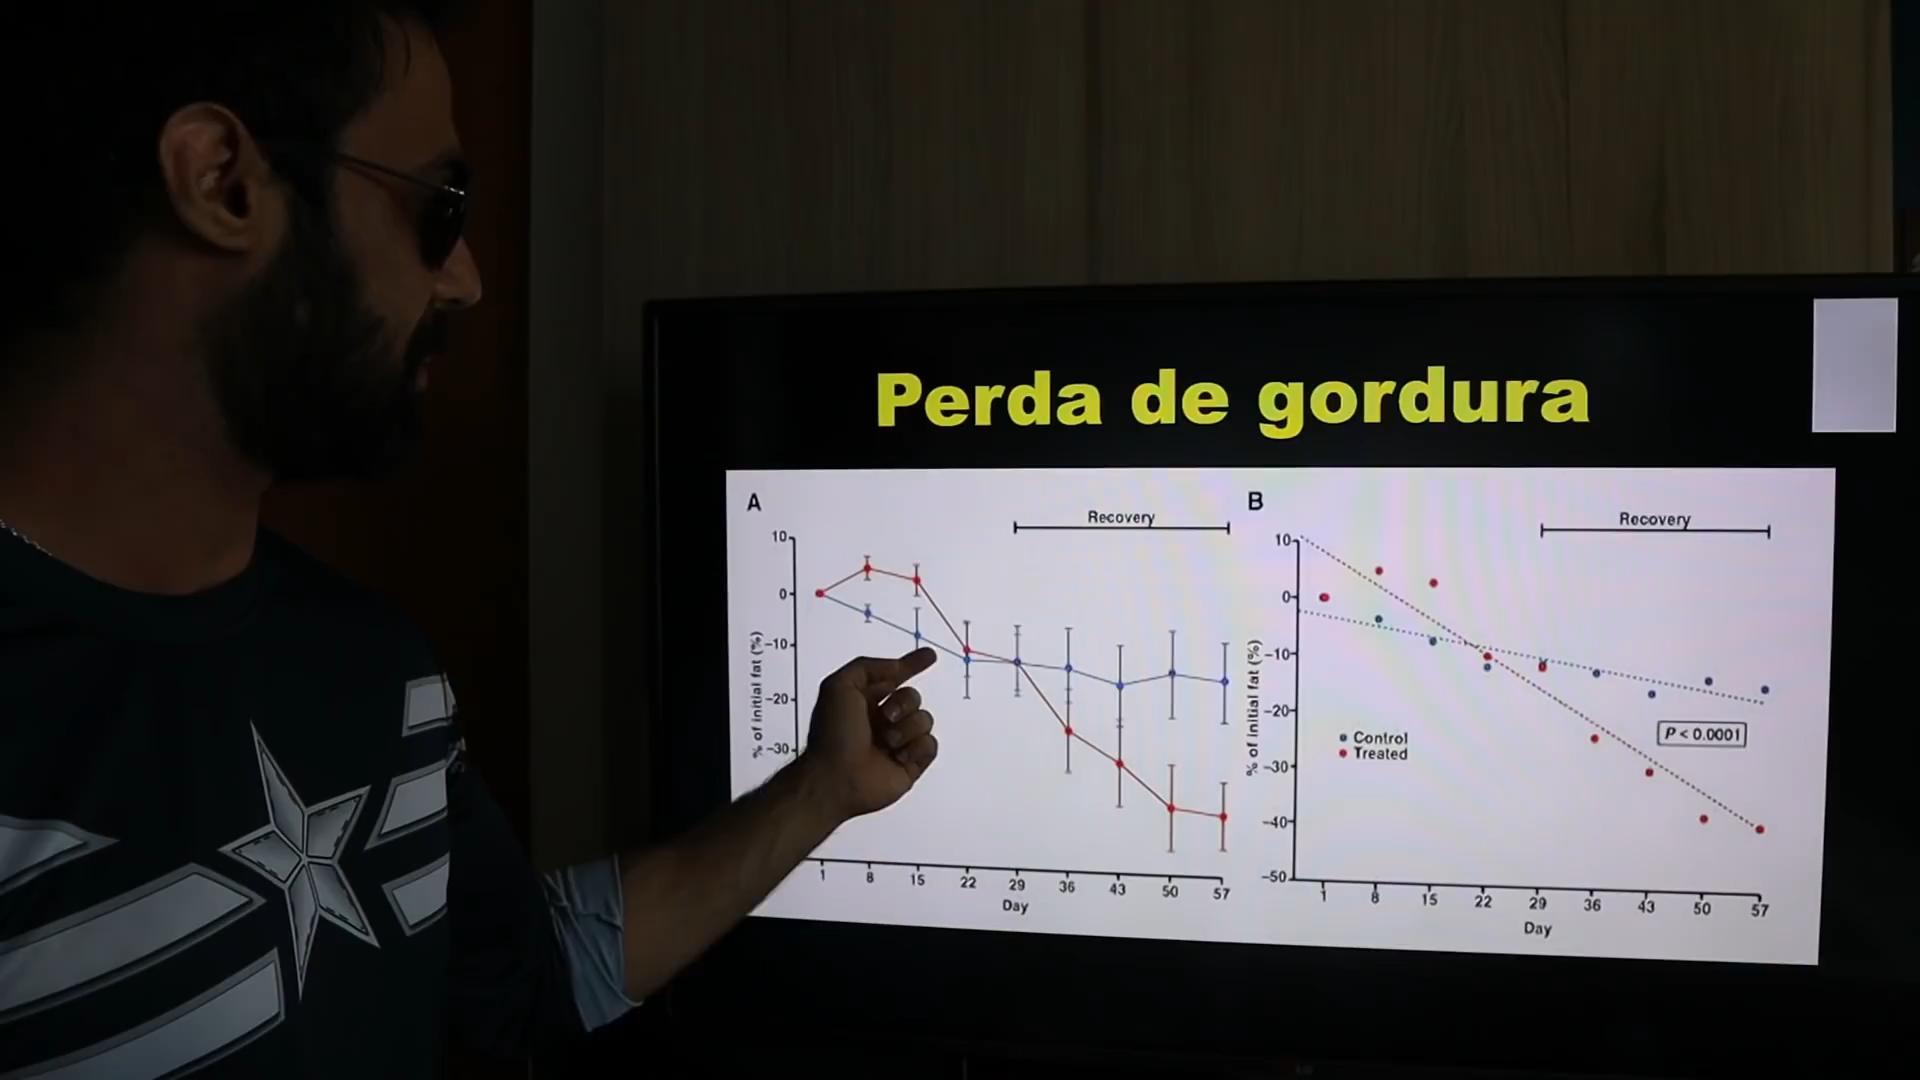 Perda de gordura
A
Recovery
10
0
-10
-20
-30
% of initial fat (%)
1 8 15 22 29 36 43 50 57
Day
B
Recovery
10
0
-10
-20
-30
-40
-50
% of initial fat (%)
Control
Treated
P < 0.0001
1 8 15 22 29 36 43 50 57
Day